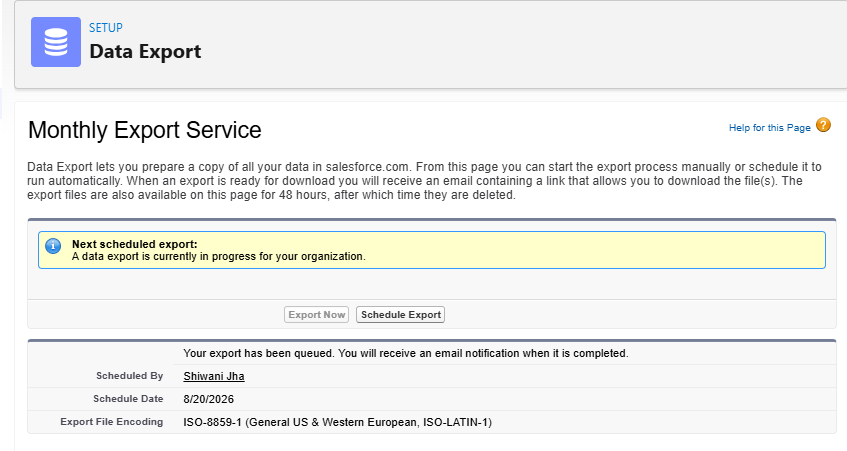 SETUP
Data Export
Monthly Export Service
Help for this Page ?
Data Export lets you prepare a copy of all your data in salesforce.com. From this page you can start the export process manually or schedule it to
run automatically. When an export is ready for download you will receive an email containing a link that allows you to download the file(s). The
export files are also available on this page for 48 hours, after which time they are deleted.
i Next scheduled export:
A data export is currently in progress for your organization.
Export Now Schedule Export
Your export has been queued. You will receive an email notification when it is completed.
Scheduled By Shiwani Jha
Schedule Date 8/20/2026
Export File Encoding ISO-8859-1 (General US & Western European, ISO-LATIN-1)